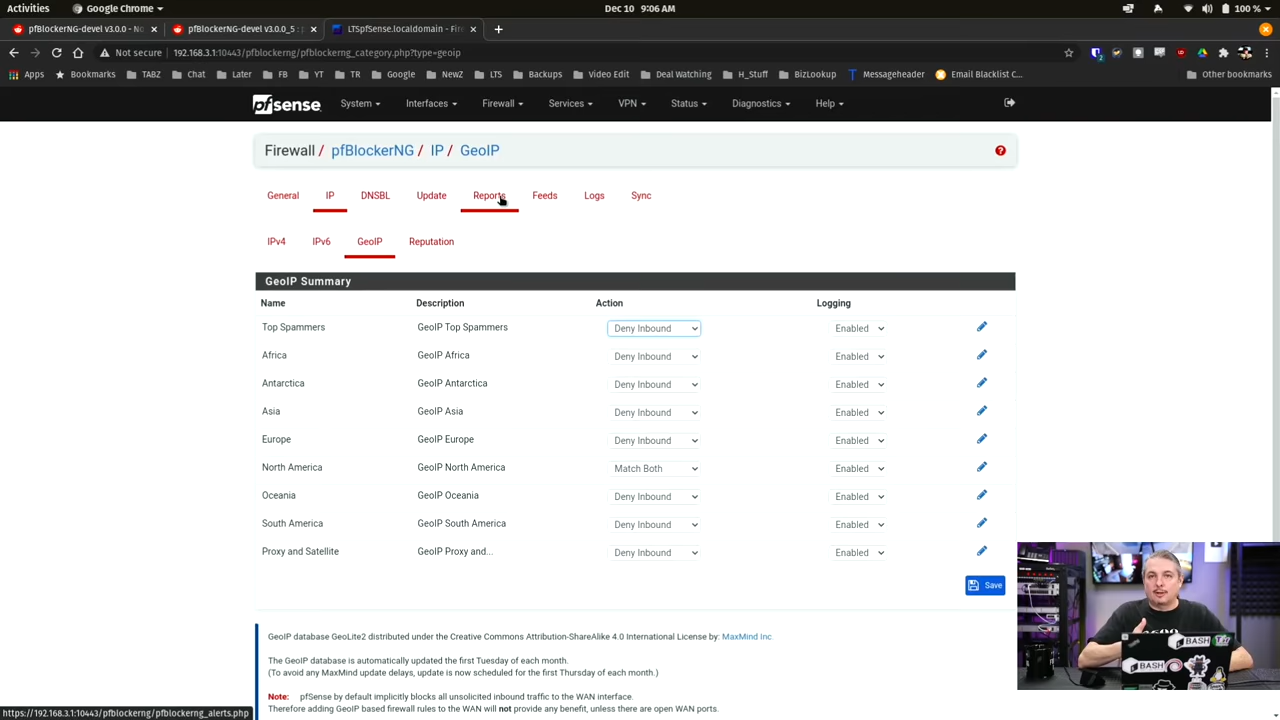 Activities Google Chrome Dec 10 9:06 AM 100 %
pfBlockerNG-devel v3.0.0 - No pfBlockerNG-devel v3.0.0_5 : p LTSpfSense.localdomain - Fire
Not secure 192.168.3.1:10443/pfblockerng/pfblockerng_category.php?type=geoip
Apps Bookmarks TABZ Chat Later FB YT TR Google NewZ LTS Backups Video Edit Deal Watching H_Stuff BizLookup Messageheader Email Blacklist C... Other bookmarks
pfsense System Interfaces Firewall Services VPN Status Diagnostics Help
Firewall / pfBlockerNG / IP / GeoIP
General IP DNSBL Update Reports Feeds Logs Sync
IPv4 IPv6 GeoIP Reputation
GeoIP Summary
Name Description Action Logging
Top Spammers GeoIP Top Spammers Deny Inbound Enabled
Africa GeoIP Africa Deny Inbound Enabled
Antarctica GeoIP Antarctica Deny Inbound Enabled
Asia GeoIP Asia Deny Inbound Enabled
Europe GeoIP Europe Deny Inbound Enabled
North America GeoIP North America Match Both Enabled
Oceania GeoIP Oceania Deny Inbound Enabled
South America GeoIP South America Deny Inbound Enabled
Proxy and Satellite GeoIP Proxy and... Deny Inbound Enabled
Save
GeoIP database GeoLite2 distributed under the Creative Commons Attribution-ShareAlike 4.0 International License by: MaxMind Inc
The GeoIP database is automatically updated the first Tuesday of each month.
(To avoid any MaxMind update delays, update is now scheduled for the first Thursday of each month.)
Note: pfSense by default implicitly blocks all unsolicited inbound traffic to the WAN interface.
Therefore adding GeoIP based firewall rules to the WAN will not provide any benefit, unless there are open WAN ports.
https://192.168.3.1:10443/pfblockerng/pfblockerng_alerts.php
BASH
BASH